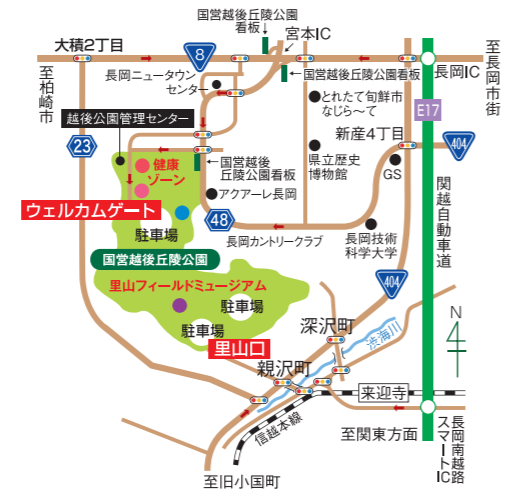 国営越後丘陵公園
看板
宮本IC
大積2丁目
8
至長岡市街
至柏崎市
長岡ニュータウン
センター
国営越後丘陵公園看板
長岡IC
とれたて旬鮮市
なじら〜て
E17
越後公園管理センター
新産4丁目
23
404
健康
ゾーン
国営越後
丘陵公園看板
県立歴史
博物館
GS
アクアーレ長岡
関越自動車道
ウェルカムゲート
48
駐車場
長岡カントリークラブ
長岡技術
科学大学
国営越後丘陵公園
里山フィールドミュージアム
404
駐車場
N
駐車場
深沢町
渋海川
里山口
親沢町
来迎寺
信越本線
至関東方面
長岡南越路
スマートIC
至旧小国町